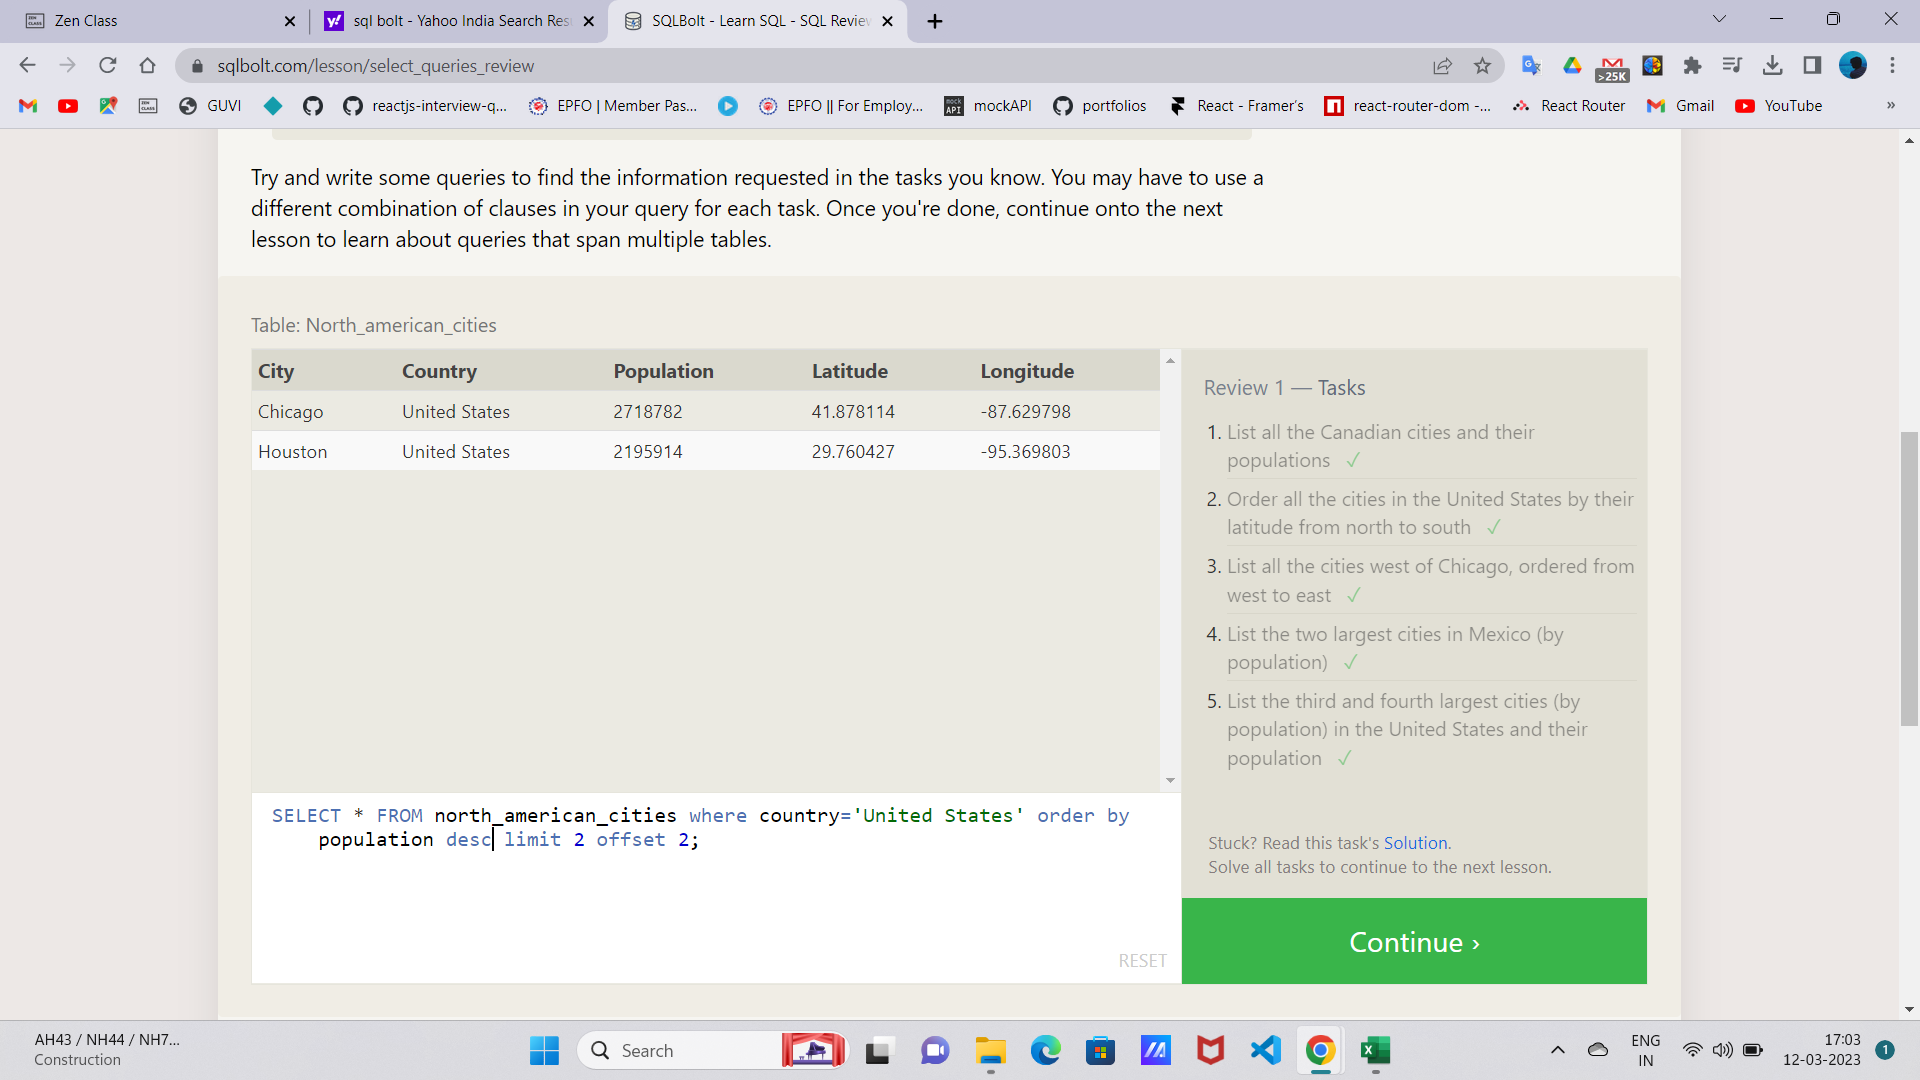 Zen Class
sql bolt - Yahoo India Search Res
SQLBolt - Learn SQL - SQL Review
sqlbolt.com/lesson/select_queries_review
>25K
GUVI
reactjs-interview-q...
EPFO | Member Pas...
EPFO || For Employ...
mock API
mockAPI
portfolios
React - Framer's
react-router-dom -...
React Router
Gmail
YouTube
»
Try and write some queries to find the information requested in the tasks you know. You may have to use a
different combination of clauses in your query for each task. Once you're done, continue onto the next
lesson to learn about queries that span multiple tables.
Table: North_american_cities
City Country Population Latitude Longitude
Chicago United States 2718782 41.878114 -87.629798
Houston United States 2195914 29.760427 -95.369803
SELECT * FROM north_american_cities where country='United States' order by
population desc limit 2 offset 2;
RESET
Review 1 — Tasks
1. List all the Canadian cities and their
populations ✓
2. Order all the cities in the United States by their
latitude from north to south ✓
3. List all the cities west of Chicago, ordered from
west to east ✓
4. List the two largest cities in Mexico (by
population) ✓
5. List the third and fourth largest cities (by
population) in the United States and their
population ✓
Stuck? Read this task's Solution.
Solve all tasks to continue to the next lesson.
Continue ›
AH43 / NH44 / NH7...
Construction
Search
ENG
IN
17:03
12-03-2023
1